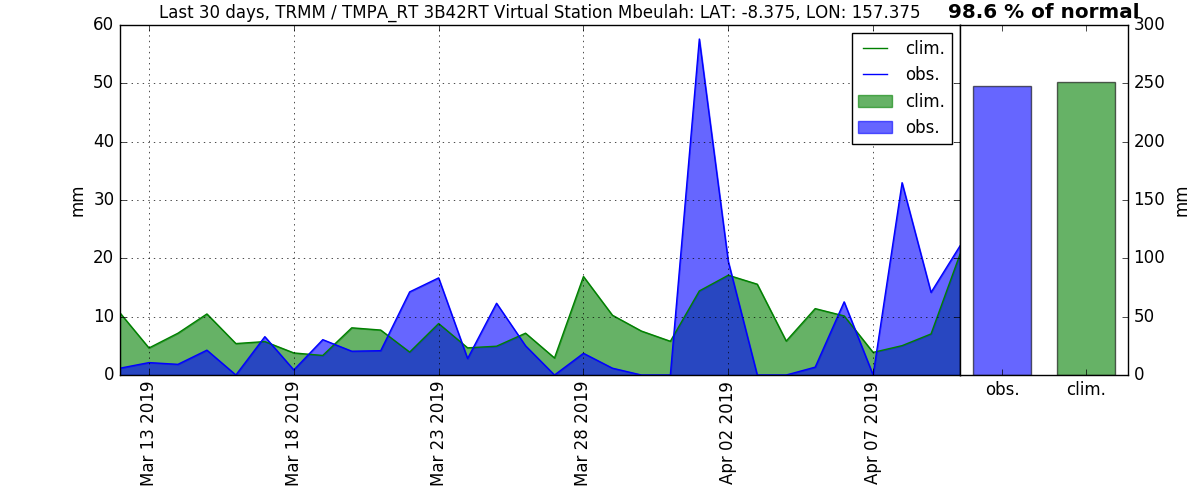 Last 30 days, TRMM / TMPA_RT 3B42RT Virtual Station Mbeulah: LAT: -8.375, LON: 157.375
98.6 % of normal
60
50
40
30
20
10
0
mm
clim.
obs.
clim.
obs.
300
250
200
150
100
50
0
mm
obs.
clim.
Mar 13 2019
Mar 18 2019
Mar 23 2019
Mar 28 2019
Apr 02 2019
Apr 07 2019